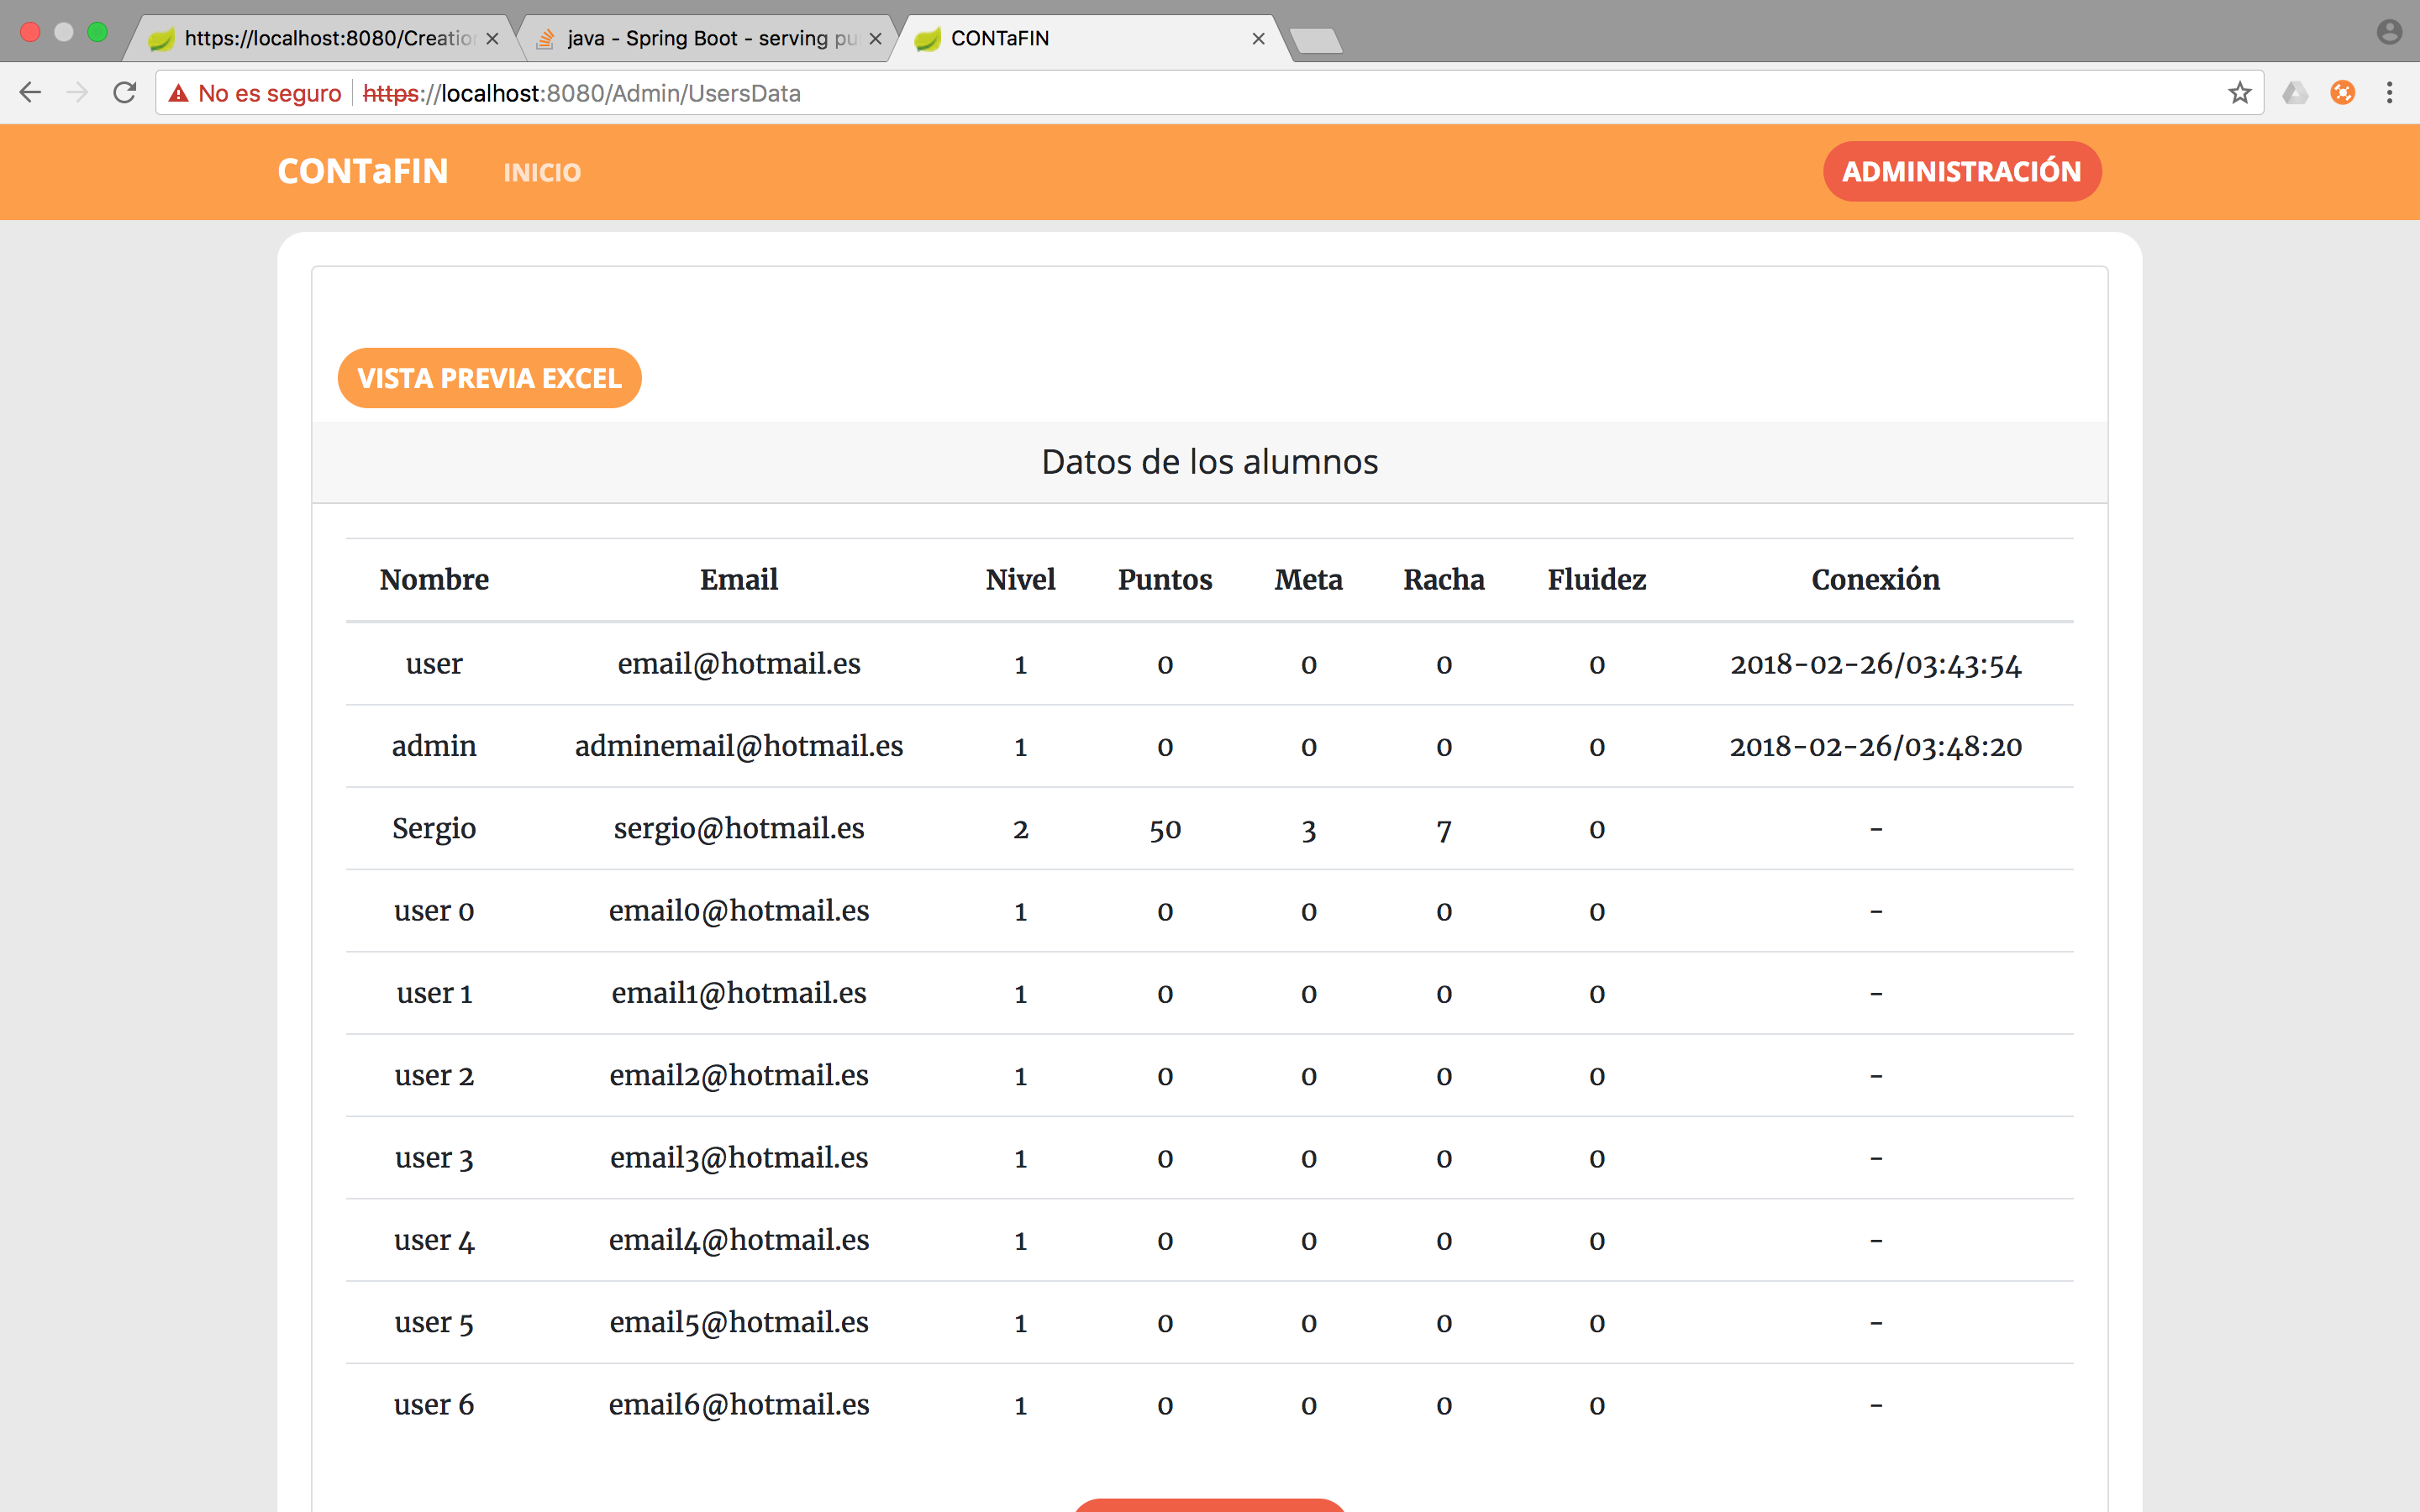 https://localhost:8080/Creation
java - Spring Boot - serving pu
CONTaFIN
No es seguro
https://localhost:8080/Admin/UsersData
CONTaFIN INICIO ADMINISTRACIÓN
VISTA PREVIA EXCEL
Datos de los alumnos
Nombre Email Nivel Puntos Meta Racha Fluidez Conexión
user email@hotmail.es 1 0 0 0 0 2018-02-26/03:43:54
admin adminemail@hotmail.es 1 0 0 0 0 2018-02-26/03:48:20
Sergio sergio@hotmail.es 2 50 3 7 0 -
user 0 email0@hotmail.es 1 0 0 0 0 -
user 1 email1@hotmail.es 1 0 0 0 0 -
user 2 email2@hotmail.es 1 0 0 0 0 -
user 3 email3@hotmail.es 1 0 0 0 0 -
user 4 email4@hotmail.es 1 0 0 0 0 -
user 5 email5@hotmail.es 1 0 0 0 0 -
user 6 email6@hotmail.es 1 0 0 0 0 -